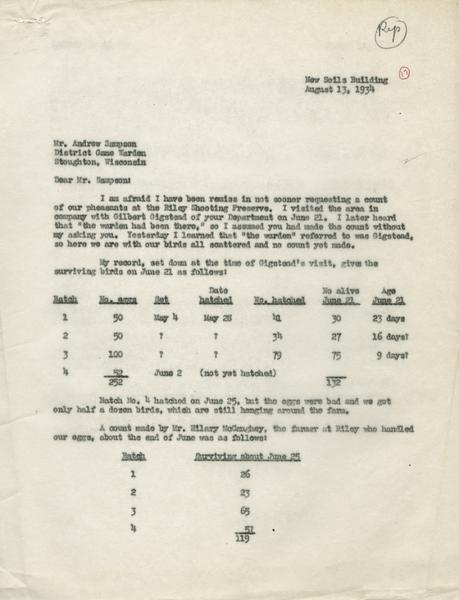 Rep
New Soils Building
August 13, 1934
Mr. Andrew Sampson
District Game Warden
Stoughton, Wisconsin
Dear Mr. Sampson:
I am afraid I have been remiss in not sooner requesting a count
of our pheasants at the Riley Shooting Preserve. I visited the area in
company with Gilbert Gigstead of your Department on June 21. I later heard
that "the warden had been there," so I assumed you had made the count without
my asking you. Yesterday I learned that "the warden" referred to was Gigstead,
so here we are with our birds all scattered and no count yet made.
My record, set down at the time of Gigstead's visit, gives the
surviving birds on June 21 as follows:
Date No alive Age
Hatch No. eggs Set hatched No. hatched June 21 June 21
1 50 May 4 May 28 41 30 23 days
2 50 ? ? 34 27 16 days?
3 100 ? ? 79 75 9 days?
4 52 June 2 (not yet hatched)
252 132
Hatch No. 4 hatched on June 25, but the eggs were bad and we got
only half a dozen birds, which are still hanging around the farm.
A count made by Mr. Hilary McCaughey, the farmer at Riley who handled
our eggs, about the end of June was as follows:
Hatch Surviving about June 25
1 26
2 23
3 65
4
119